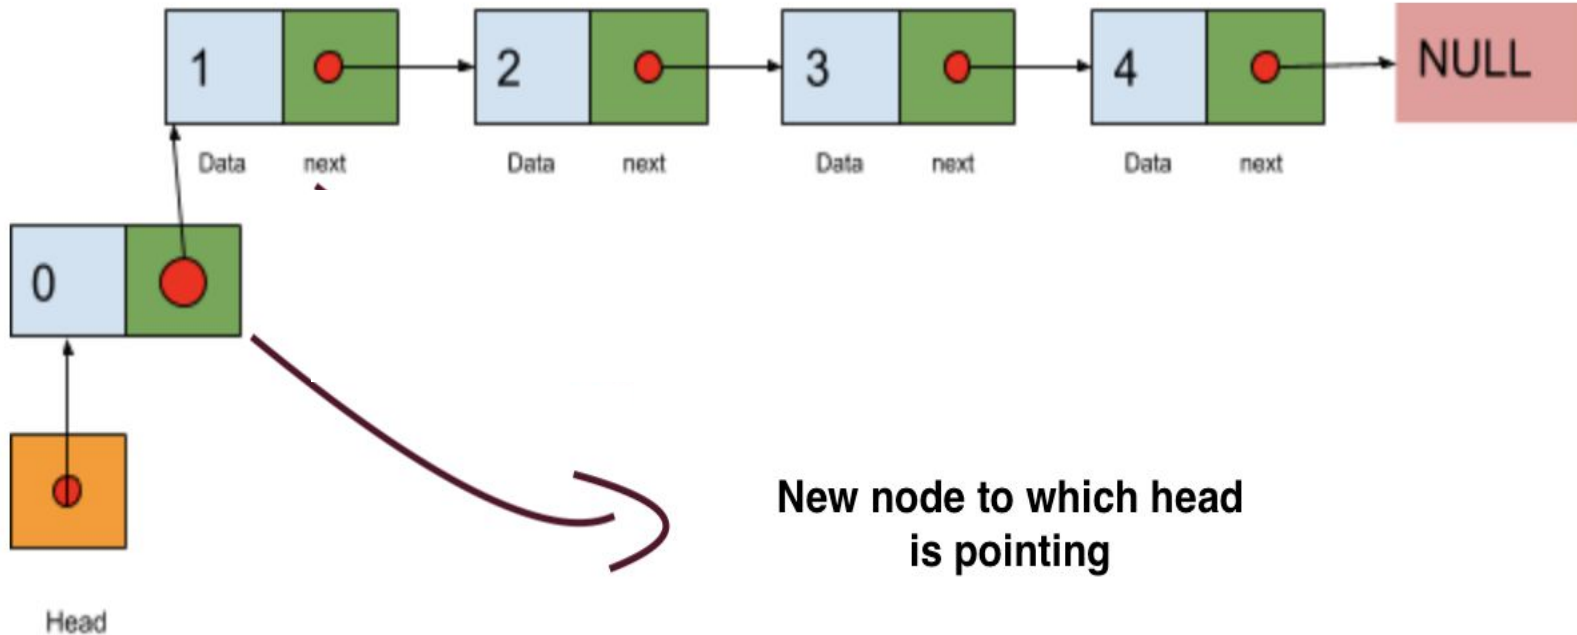 1 2 3 4 NULL
Data next Data next Data next Data next
0
New node to which head
is pointing
Head